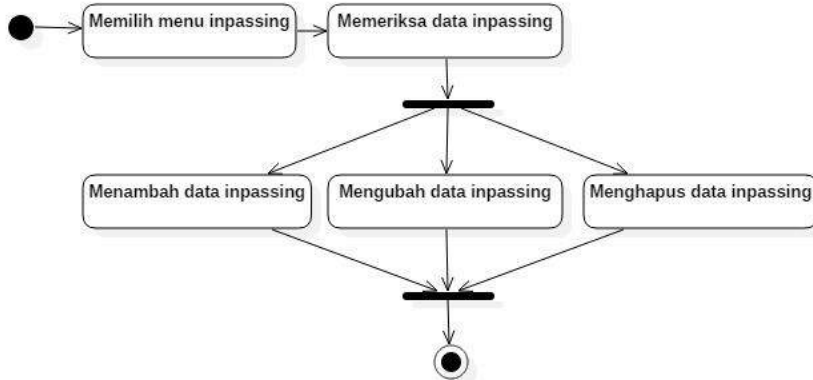 Memilih menu inpassing
Memeriksa data inpassing
Menambah data inpassing
Mengubah data inpassing
Menghapus data inpassing